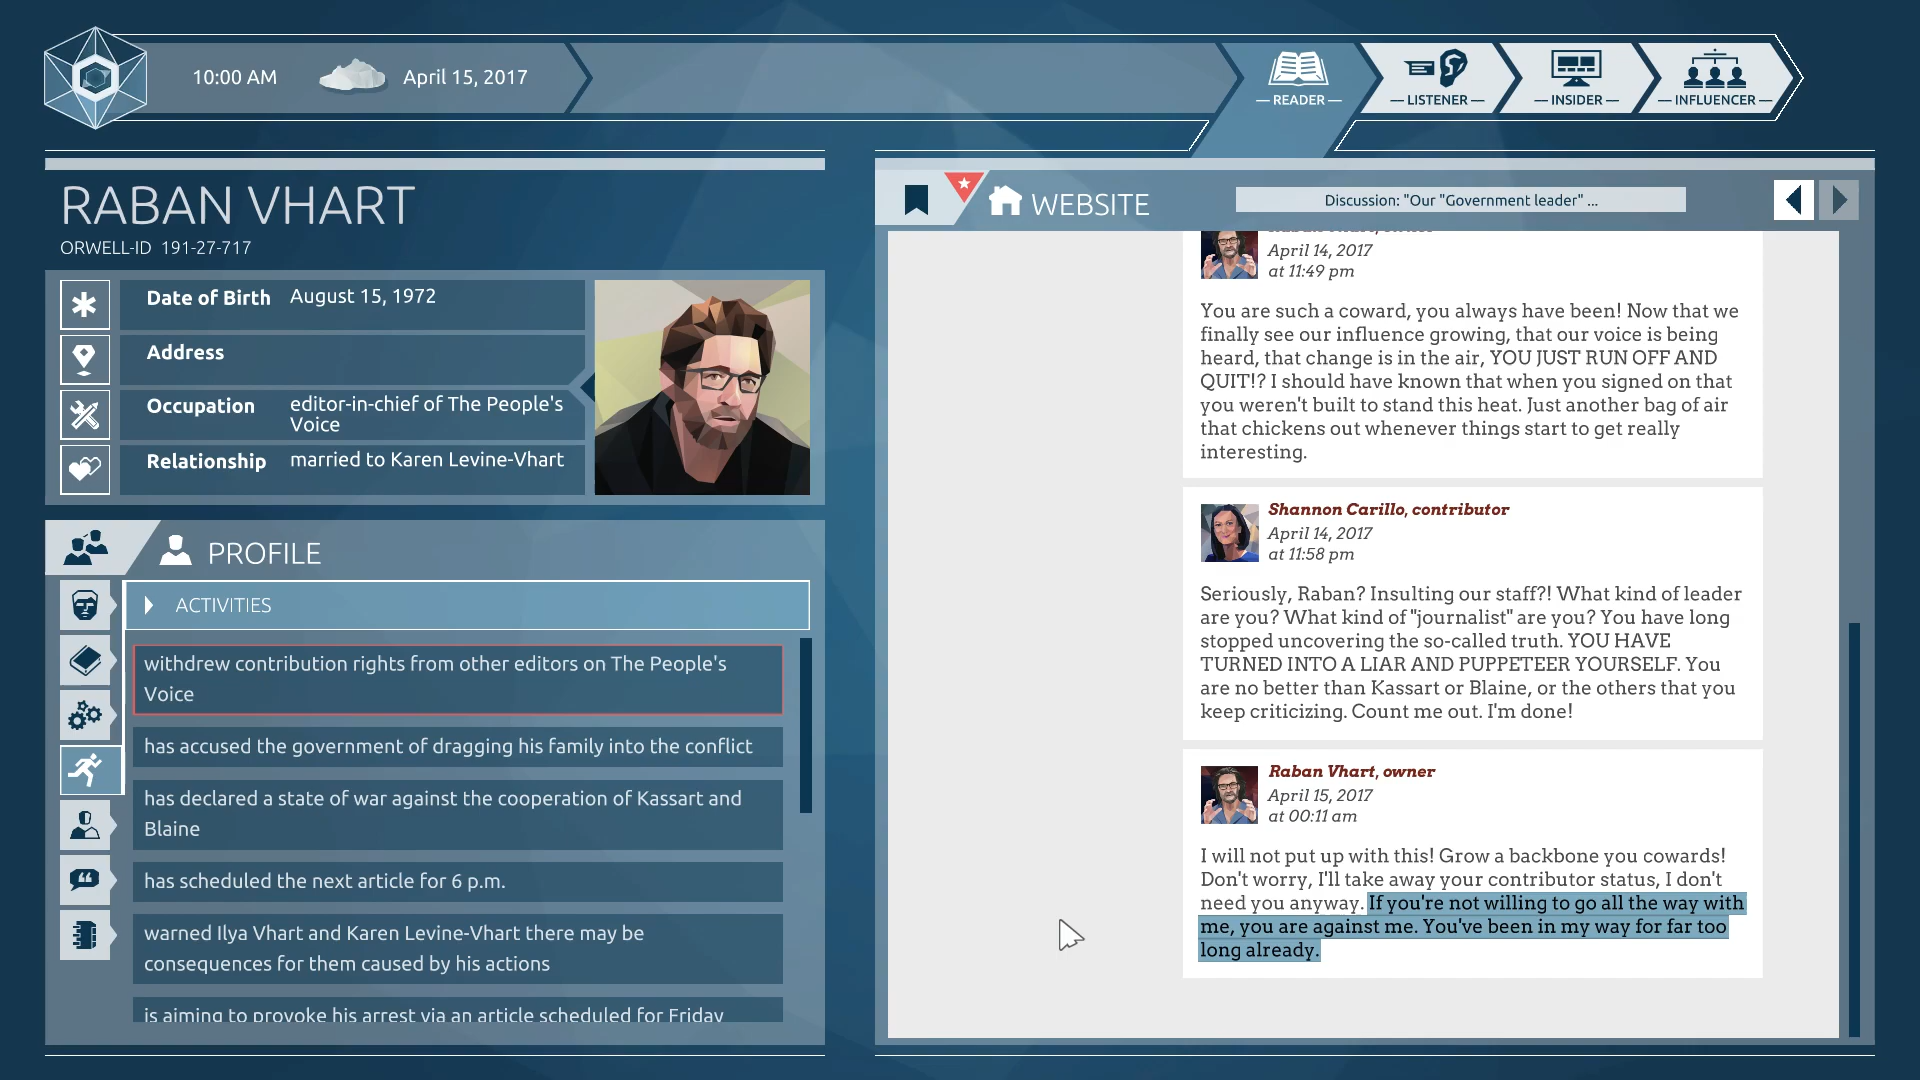 10:00 AM
April 15, 2017
— READER —
— LISTENER —
— INSIDER —
— INFLUENCER —
RABAN VHART
ORWELL-ID 191-27-717
Date of Birth August 15, 1972
Address
Occupation editor-in-chief of The People's
Voice
Relationship married to Karen Levine-Vhart
PROFILE
ACTIVITIES
withdrew contribution rights from other editors on The People's
Voice
has accused the government of dragging his family into the conflict
has declared a state of war against the cooperation of Kassart and
Blaine
has scheduled the next article for 6 p.m.
warned Ilya Vhart and Karen Levine-Vhart there may be
consequences for them caused by his actions
is aiming to provoke his arrest via an article scheduled for Friday
WEBSITE
Discussion: "Our "Government leader" ...
April 14, 2017
at 11:49 pm
You are such a coward, you always have been! Now that we
finally see our influence growing, that our voice is being
heard, that change is in the air, YOU JUST RUN OFF AND
QUIT!? I should have known that when you signed on that
you weren't built to stand this heat. Just another bag of air
that chickens out whenever things start to get really
interesting.
Shannon Carillo, contributor
April 14, 2017
at 11:58 pm
Seriously, Raban? Insulting our staff?! What kind of leader
are you? What kind of "journalist" are you? You have long
stopped uncovering the so-called truth. YOU HAVE
TURNED INTO A LIAR AND PUPPETEER YOURSELF. You
are no better than Kassart or Blaine, or the others that you
keep criticizing. Count me out. I'm done!
Raban Vhart, owner
April 15, 2017
at 00:11 am
I will not put up with this! Grow a backbone you cowards!
Don't worry, I'll take away your contributor status, I don't
need you anyway. If you're not willing to go all the way with
me, you are against me. You've been in my way for far too
long already.